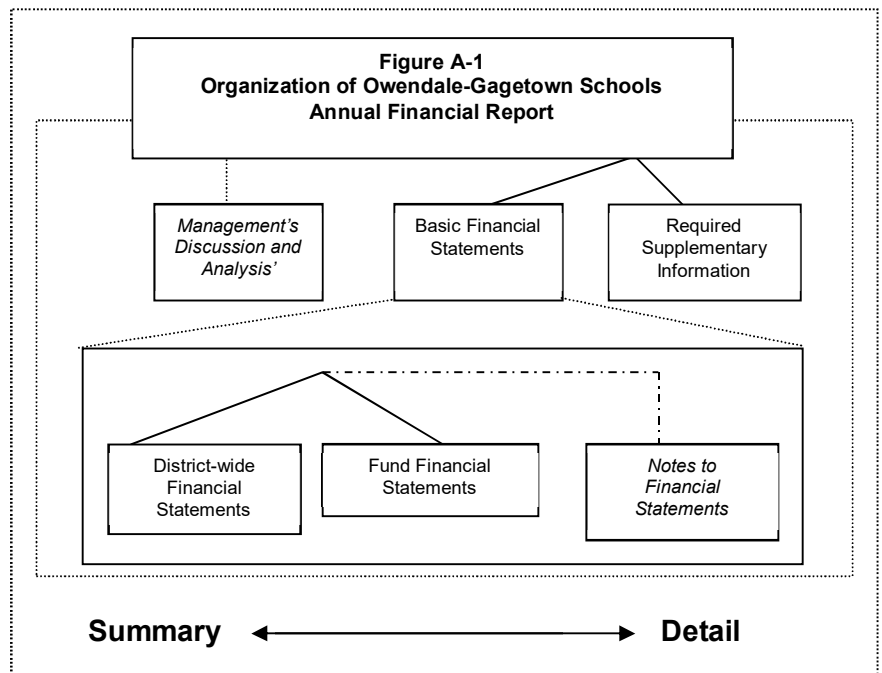 Figure A-1
Organization of Owendale-Gagetown Schools
Annual Financial Report
Management’s
Discussion and
Analysis’
Basic Financial
Statements
Required
Supplementary
Information
District-wide
Financial
Statements
Fund Financial
Statements
Notes to
Financial
Statements
Summary
Detail